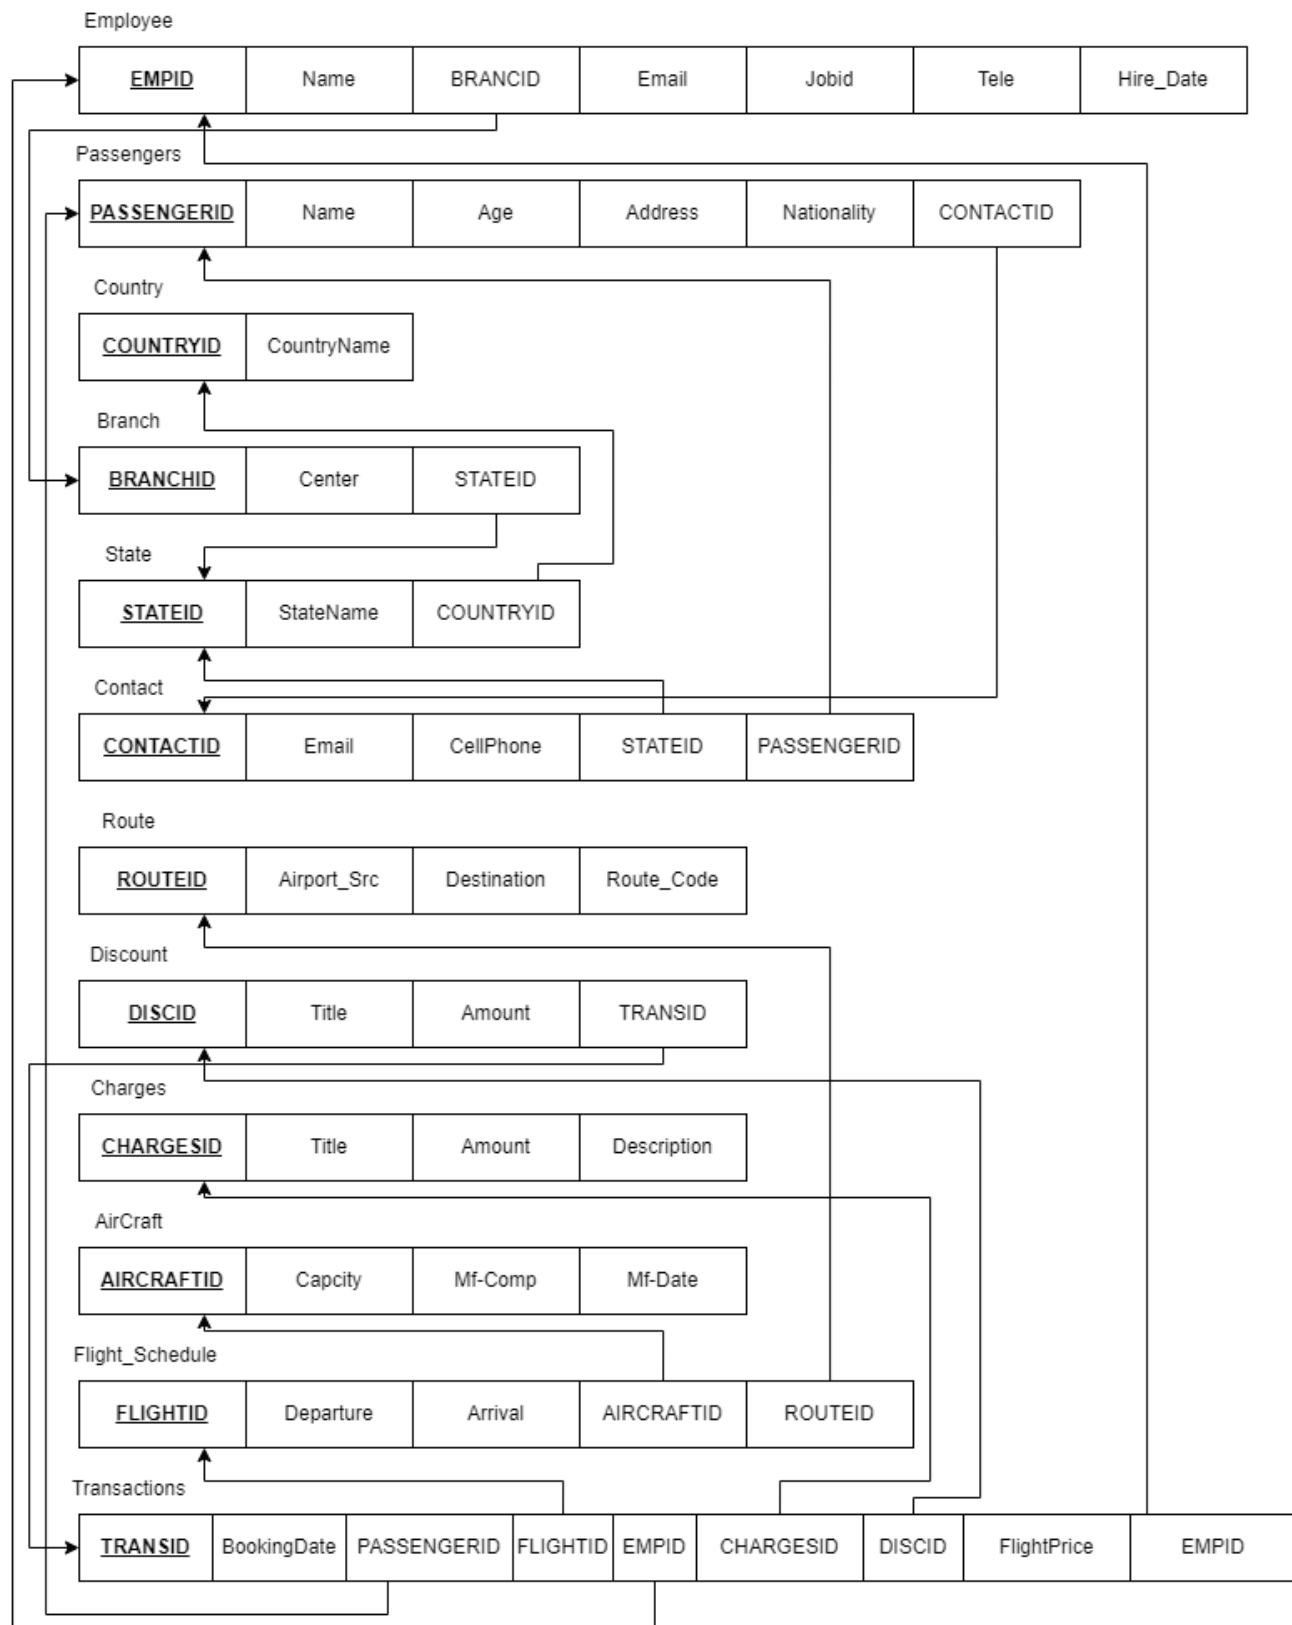 Employee
EMPID Name BRANCID Email Jobid Tele Hire_Date
Passengers
PASSENGERID Name Age Address Nationality CONTACTID
Country
COUNTRYID CountryName
Branch
BRANCHID Center STATEID
State
STATEID StateName COUNTRYID
Contact
CONTACTID Email CellPhone STATEID PASSENGERID
Route
ROUTEID Airport_Src Destination Route_Code
Discount
DISCID Title Amount TRANSID
Charges
CHARGESID Title Amount Description
AirCraft
AIRCRAFTID Capcity Mf-Comp Mf-Date
Flight_Schedule
FLIGHTID Departure Arrival AIRCRAFTID ROUTEID
Transactions
TRANSID BookingDate PASSENGERID FLIGHTID EMPID CHARGESID DISCID FlightPrice EMPID